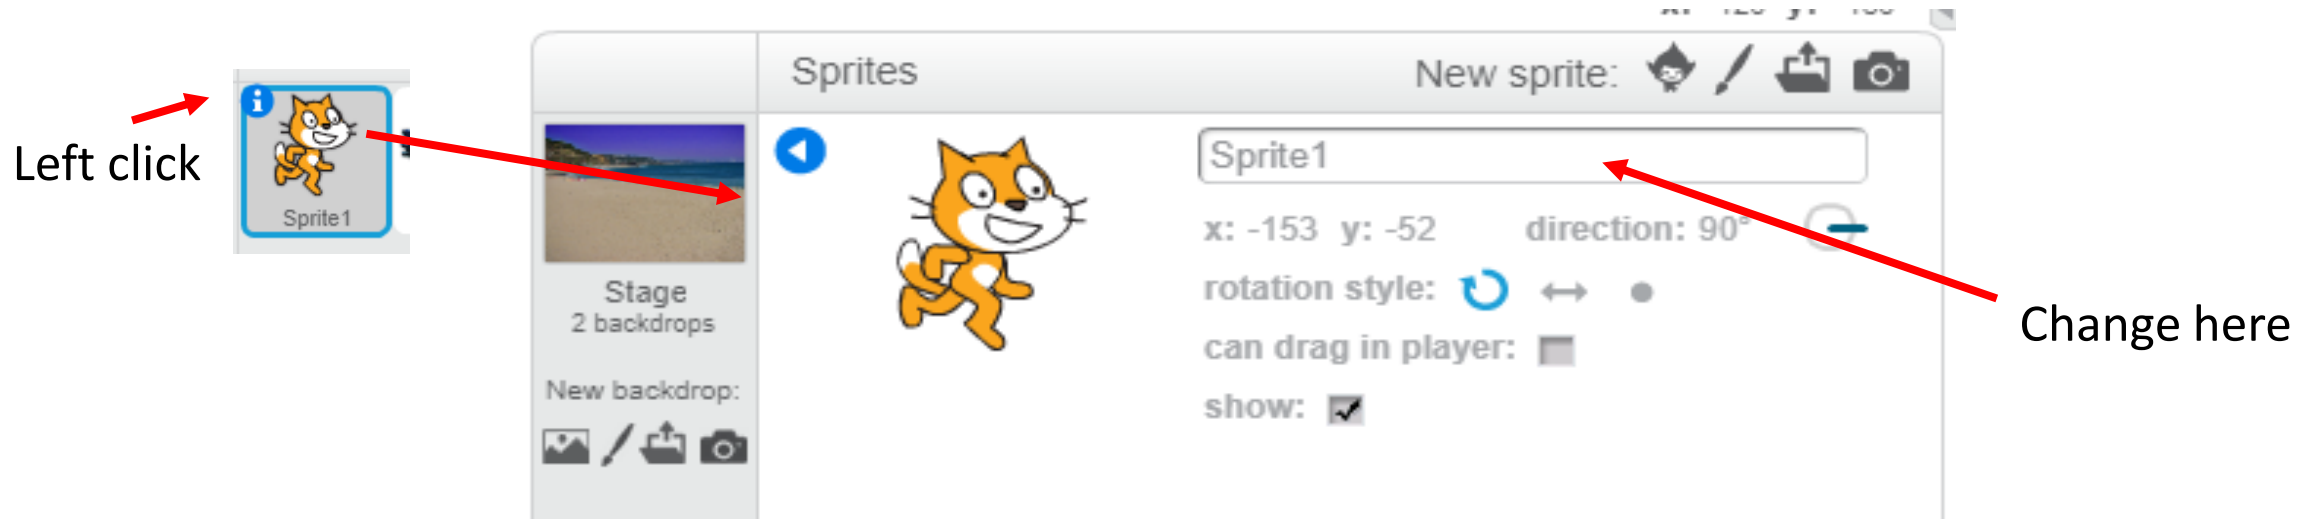 Left click
Sprite1
Sprites
New sprite:
Sprite1
x: -153 y: -52 direction: 90°
rotation style:
can drag in player:
show:
Stage
2 backdrops
New backdrop:
Change here